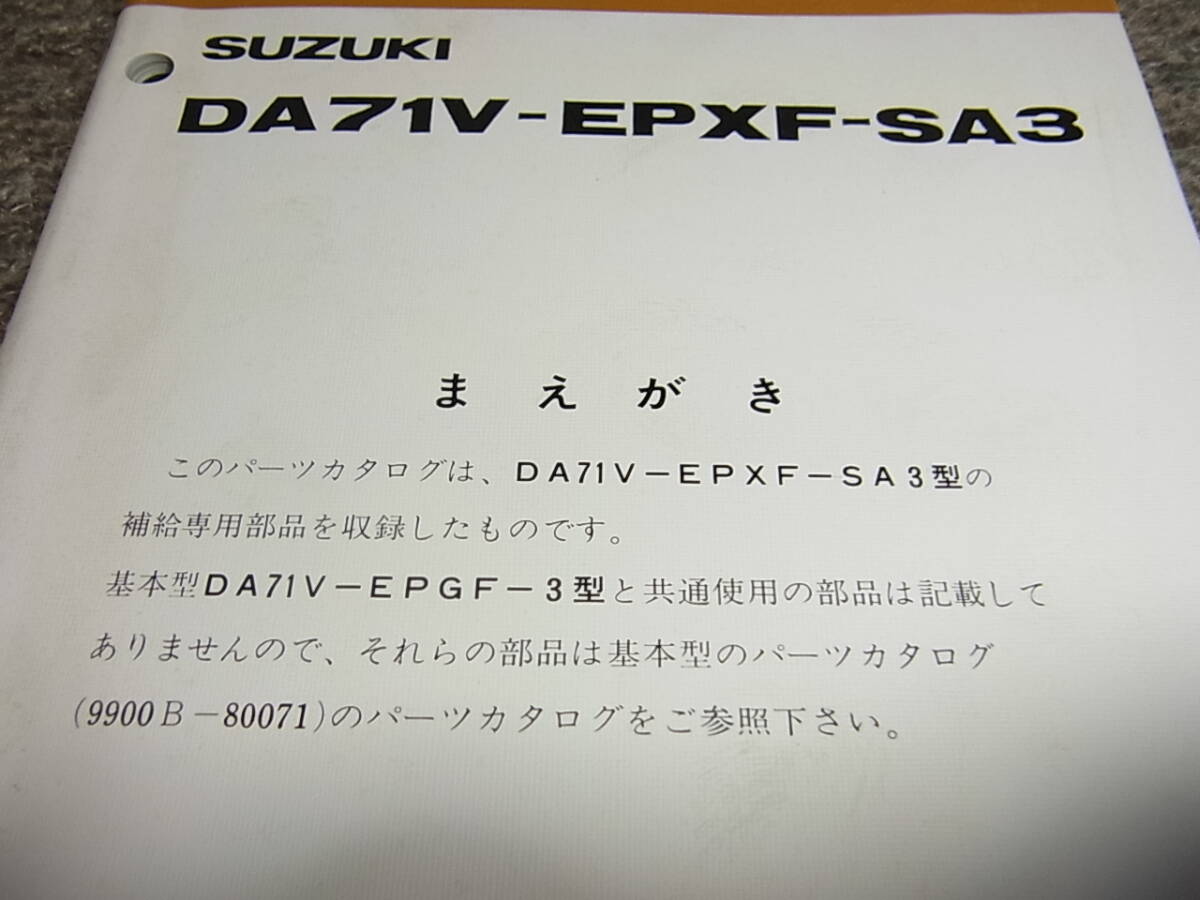 SUZUKI
DA71V-EPXF-SA3
まえがき
このパーツカタログは、DA71V－EPXF－SA3型の
補給専用部品を収録したものです。
基本型DA71V－EPGF－3型と共通使用の部品は記載して
ありませんので、それらの部品は基本型のパーツカタログ
(9900B－80071)のパーツカタログをご参照下さい。